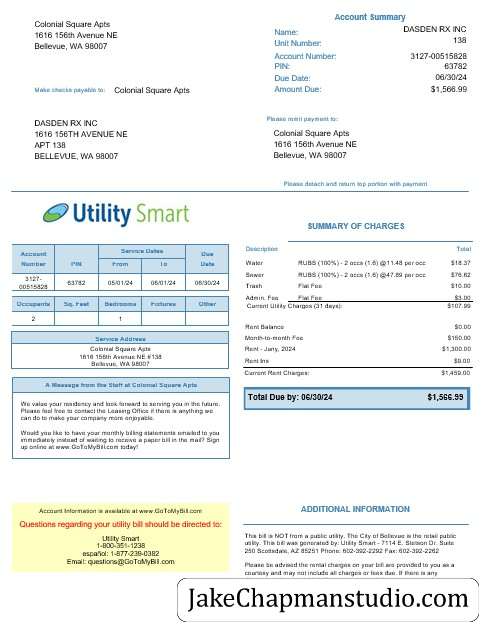 Colonial Square Apts
1616 156th Avenue NE
Bellevue, WA 98007
Account Summary
Name: DASDEN RX INC
Unit Number: 138
Account Number: 3127-00515828
PIN: 63782
Due Date: 06/30/24
Amount Due: $1,566.99
Make checks payable to: Colonial Square Apts
Please remit payment to:
DASDEN RX INC
1616 156TH AVENUE NE
APT 138
BELLEVUE, WA 98007
Colonial Square Apts
1616 156th Avenue NE
Bellevue, WA 98007
Please detach and return top portion with payment
Utility Smart
Account Number PIN Service Dates From To Due Date
3127-00515828 63782 05/01/24 06/01/24 06/30/24
Occupants Sq. Feet Bedrooms Fixtures Other
2 1
Service Address
Colonial Square Apts
1616 156th Avenue NE #138
Bellevue, WA 98007
A Message from the Staff at Colonial Square Apts
We value your residency and look forward to serving you in the future.
Please feel free to contact the Leasing Office if there is anything we
can do to make your company more enjoyable.
Would you like to have your monthly billing statements emailed to you
immediately instead of waiting to receive a paper bill in the mail? Sign
up online at www.GoToMyBill.com today!
SUMMARY OF CHARGES
Description Total
Water RUBS (100%) - 2 occs (1.6) @11.48 per occ $18.37
Sewer RUBS (100%) - 2 occs (1.6) @47.89 per occ $76.62
Trash Flat Fee $10.00
Admin. Fee Flat Fee $3.00
Current Utility Charges (31 days): $107.99
Rent Balance $0.00
Month-to-month Fee $150.00
Rent - Jany, 2024 $1,300.00
Rent Ins $9.00
Current Rent Charges: $1,459.00
Total Due by: 06/30/24 $1,566.99
Account Information is available at www.GoToMyBill.com
Questions regarding your utility bill should be directed to:
Utility Smart
1-800-351-1238
español: 1-877-239-0382
Email: questions@GoToMyBill.com
ADDITIONAL INFORMATION
This bill is NOT from a public utility. The City of Bellevue is the retail public
utility. This bill was generated by: Utility Smart - 7114 E. Stetson Dr. Suite
250 Scottsdale, AZ 85251 Phone: 602-392-2292 Fax: 602-392-2262
Please be advised the rental charges on your bill are provided to you as a
courtesy and may not include all charges or fees due. If there is any
JakeChapmanstudio.com